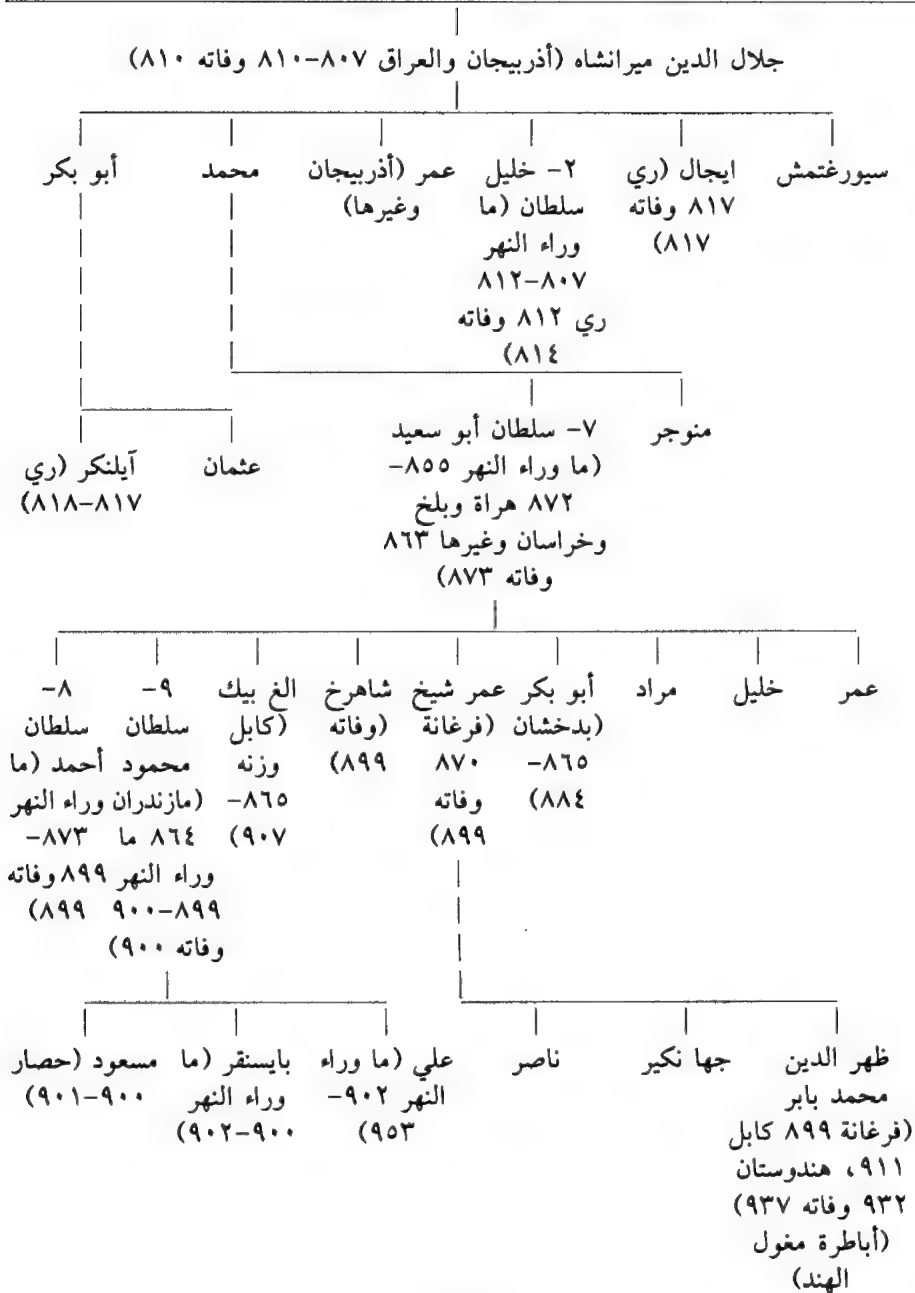 جلال الدين ميرانشاه (أذربيجان والعراق ٨٠٧-٨١٠ وفاته ٨١٠)
سيورغتمش
ايجال (ري
٨١٧ وفاته
٨١٧)
٢- خليل
سلطان (ما
وراء النهر
٨٠٧-٨١٢
ري ٨١٢ وفاته
٨١٤)
عمر (أذربيجان
وغيرها)
محمد
أبو بكر
منوجر
٧- سلطان أبو سعيد
(ما وراء النهر ٨٥٥-
٨٧٢ هراة وبلخ
وخراسان وغيرها ٨٦٣
وفاته ٨٧٣)
عثمان
آيلنكر (ري
٨١٧-٨١٨)
عمر
خليل
مراد
أبو بكر
(بدخشان
٨٦٥-
٨٨٤)
عمر شيخ
(فرغانة
٨٧٠
وفاته
٨٩٩)
شاهرخ
(وفاته
٨٩٩)
الغ بيك
(كابل
وزنه
٨٦٥-
٩٠٧)
٩-
سلطان
محمود
(مازندران
٨٦٤ ما
وراء النهر
٨٩٩-٩٠٠
وفاته ٩٠٠)
٨-
سلطان
أحمد (ما
وراء النهر
٨٧٣-
٨٩٩ وفاته
٨٩٩)
ظهر الدين
محمد بابر
(فرغانة ٨٩٩ كابل
٩١١، هندوستان
٩٣٢ وفاته ٩٣٧)
(أباطرة مغول
الهند)
جها نكير
ناصر
علي (ما وراء
النهر ٩٠٢-
٩٥٣)
بايسنقر (ما
وراء النهر
٩٠٠-٩٠٢)
مسعود (حصار
٩٠٠-٩٠١)